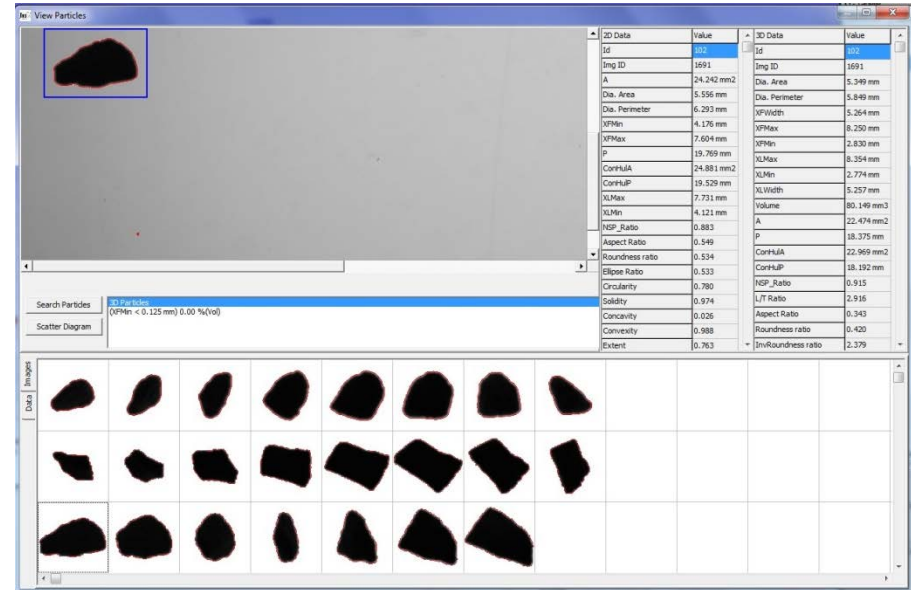 View Particles
2D Data Value
Id 102
Img ID 1691
A 24.242 mm2
Dia. Area 5.556 mm
Dia. Perimeter 6.293 mm
XFMin 4.176 mm
XFMax 7.604 mm
P 19.769 mm
ConHulA 24.881 mm2
ConHulP 19.529 mm
XLMax 7.731 mm
XLMin 4.121 mm
NSP_Ratio 0.883
Aspect Ratio 0.549
Roundness ratio 0.534
Ellipse Ratio 0.533
Circularity 0.780
Solidity 0.974
Concavity 0.026
Convexity 0.988
Extent 0.763
3D Data Value
Id 102
Img ID 1691
Dia. Area 5.349 mm
Dia. Perimeter 5.849 mm
XFWidth 5.264 mm
XFMax 8.250 mm
XFMin 2.830 mm
XLMax 8.354 mm
XLMin 2.774 mm
XLWidth 5.257 mm
Volume 80.149 mm3
A 22.474 mm2
P 18.375 mm
ConHulA 22.969 mm2
ConHulP 18.192 mm
NSP_Ratio 0.915
L/T Ratio 2.916
Aspect Ratio 0.343
Roundness ratio 0.420
InvRoundness ratio 2.379
Search Particles
Scatter Diagram
3D Particles
(XFMin < 0.125 mm) 0.00 %(Vol)
Images
Data